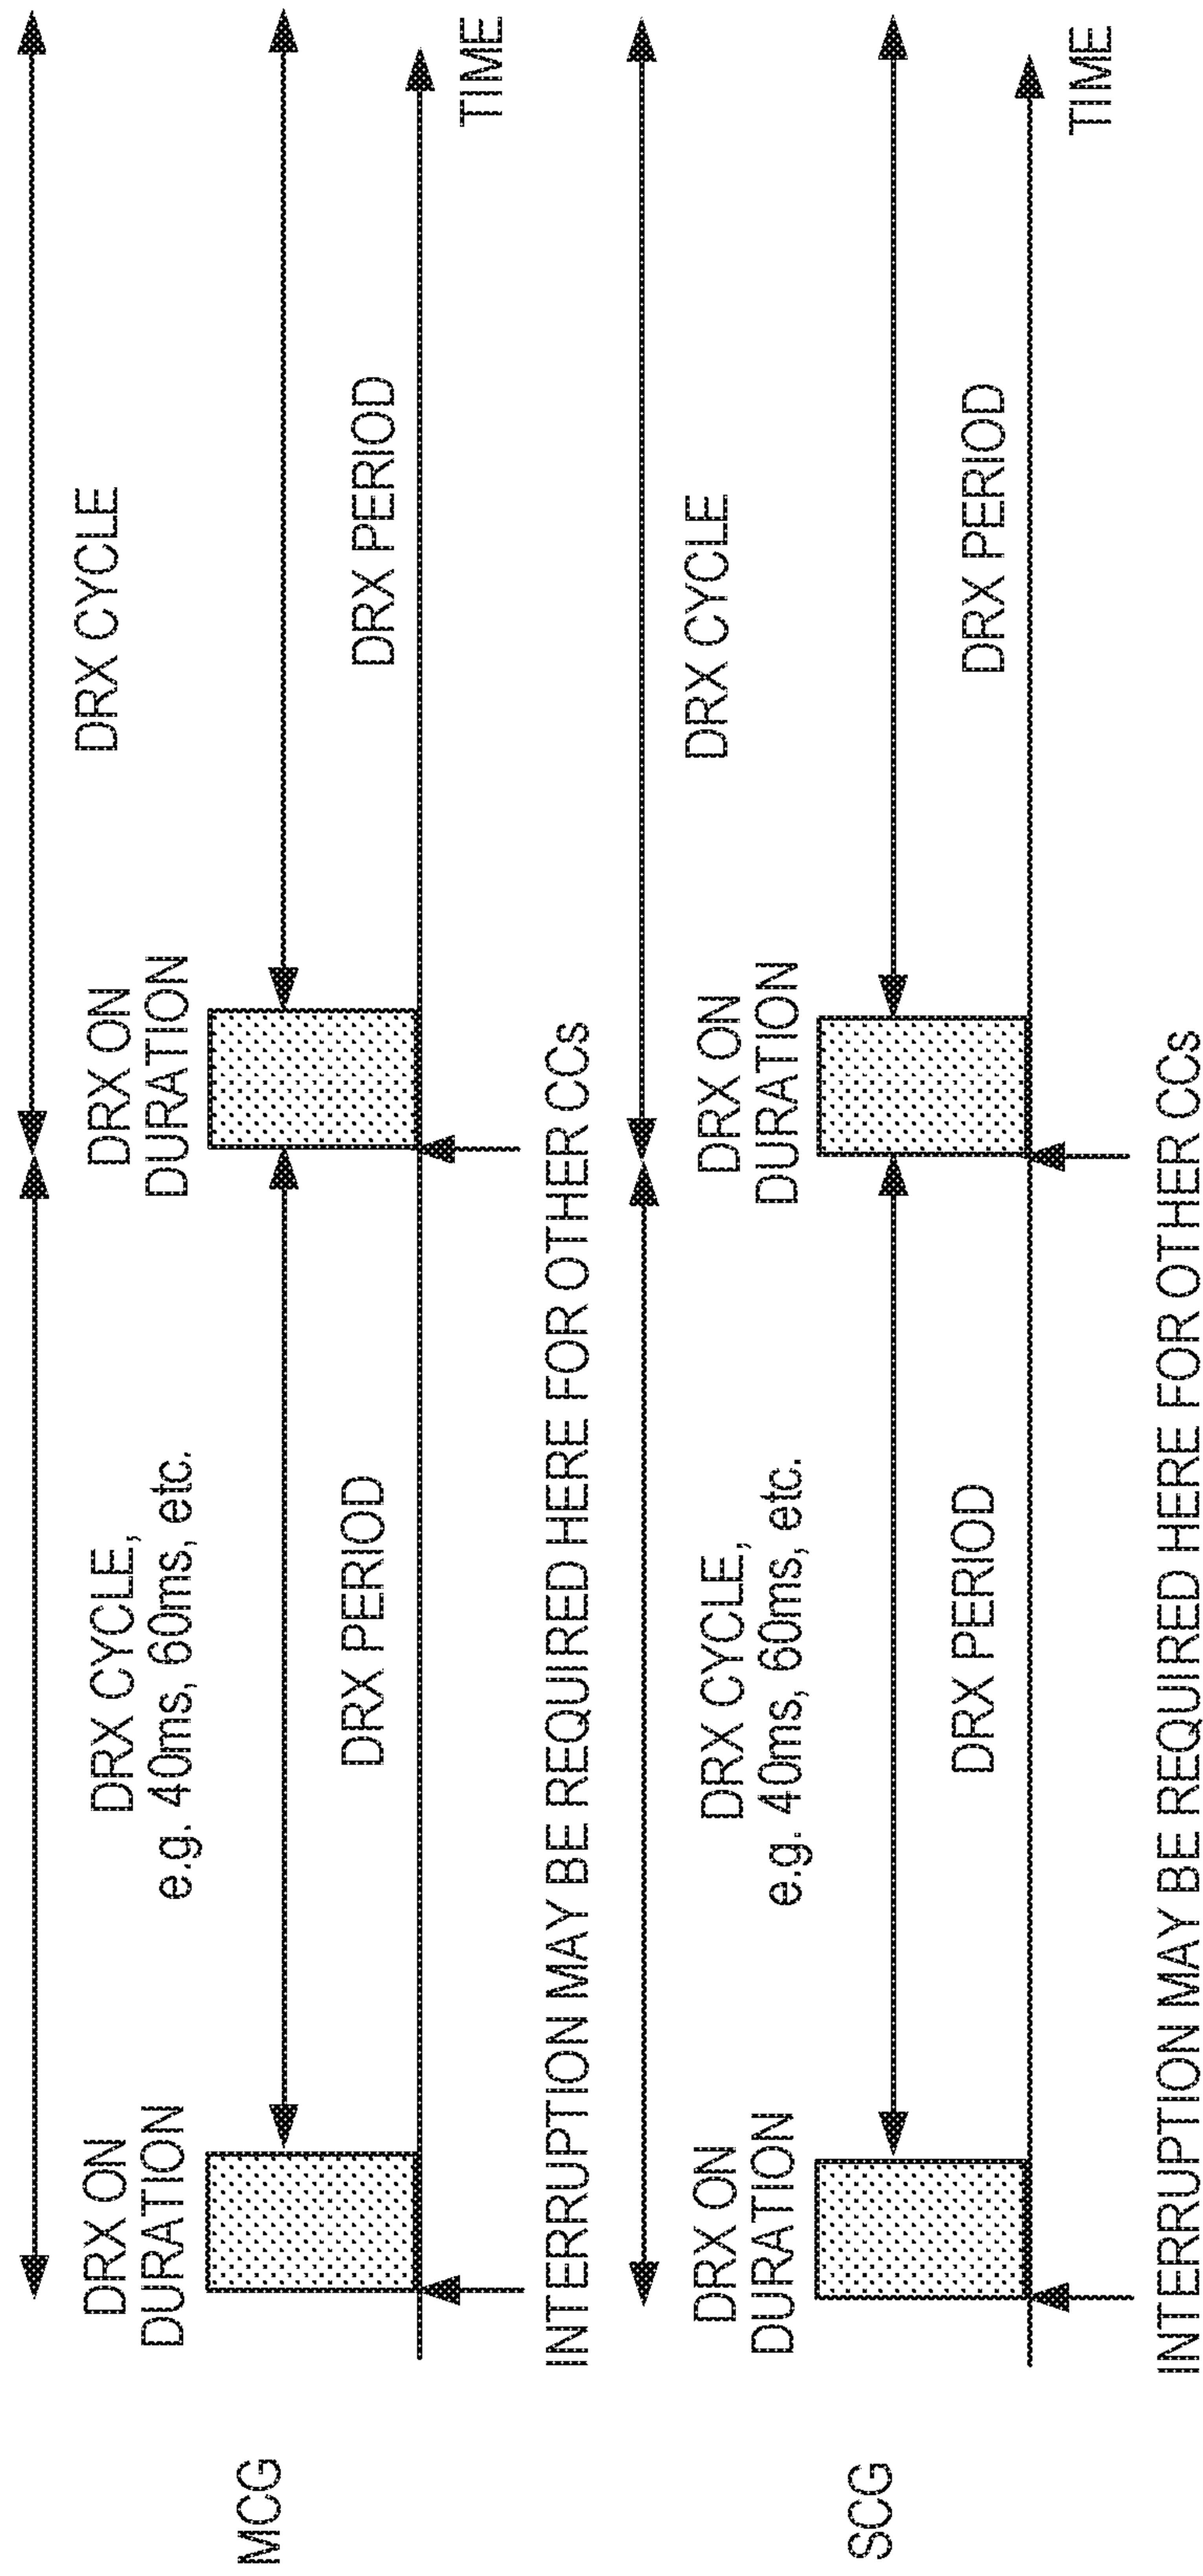 MCG
DRX ON
DURATION
DRX CYCLE,
e.g. 40ms, 60ms, etc.
DRX PERIOD
DRX ON
DURATION
DRX CYCLE
DRX PERIOD
TIME
INTERRUPTION MAY BE REQUIRED HERE FOR OTHER CCs
SCG
DRX ON
DURATION
DRX CYCLE,
e.g. 40ms, 60ms, etc.
DRX PERIOD
DRX ON
DURATION
DRX CYCLE
DRX PERIOD
TIME
INTERRUPTION MAY BE REQUIRED HERE FOR OTHER CCs